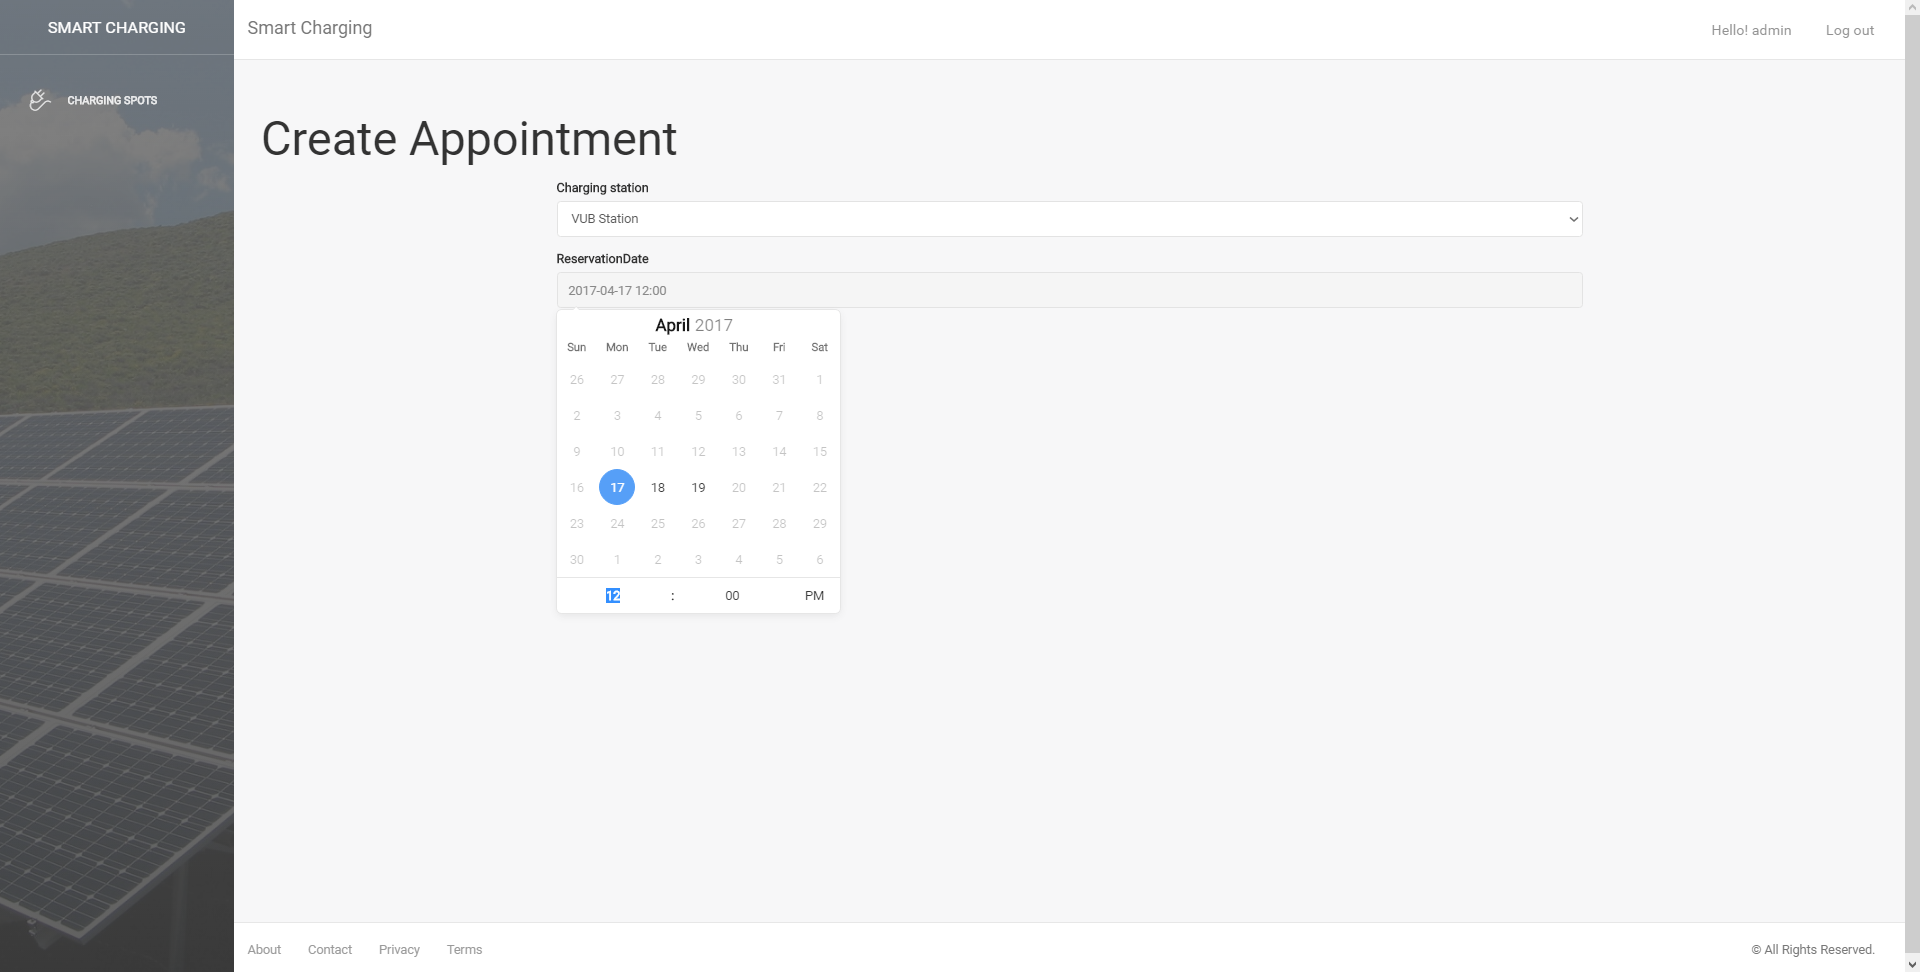 SMART CHARGING
CHARGING SPOTS
Smart Charging
Hello! admin Log out
Create Appointment
Charging station
VUB Station
ReservationDate
2017-04-17 12:00
April 2017
Sun Mon Tue Wed Thu Fri Sat
26 27 28 29 30 31 1
2 3 4 5 6 7 8
9 10 11 12 13 14 15
16 17 18 19 20 21 22
23 24 25 26 27 28 29
30 1 2 3 4 5 6
12 : 00 PM
About Contact Privacy Terms
© All Rights Reserved.